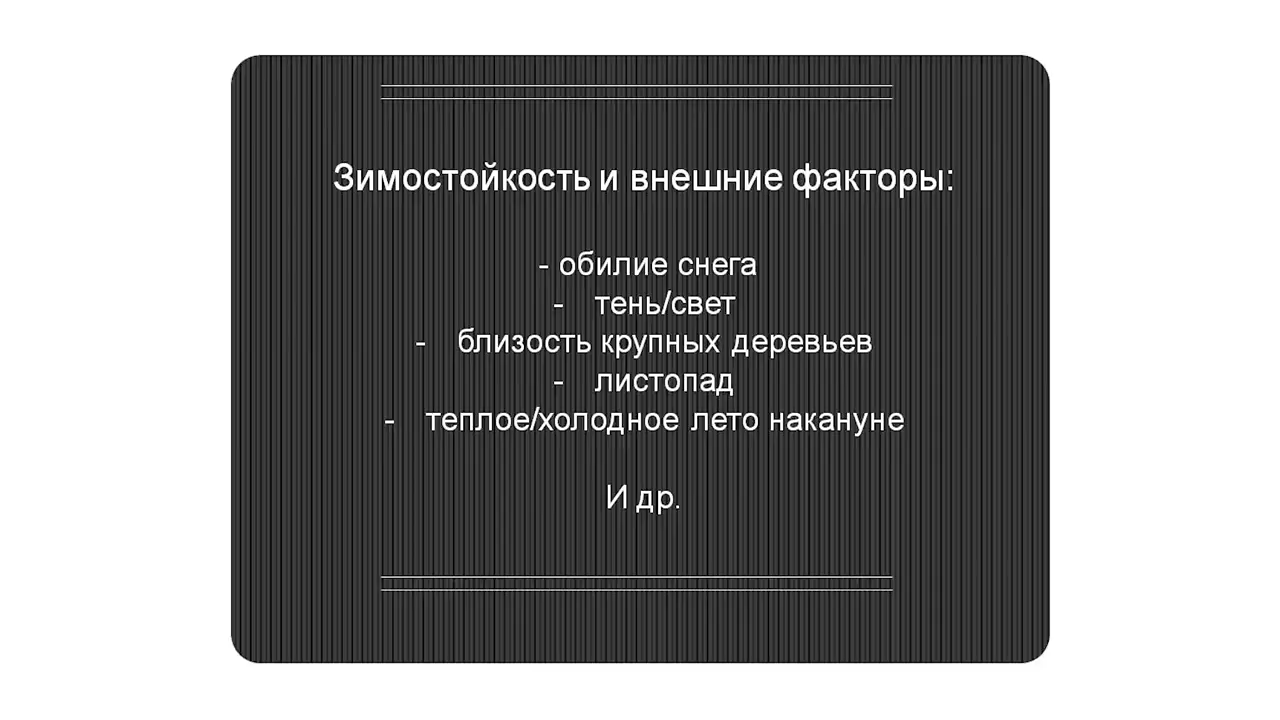 Зимостойкость и внешние факторы:
- обилие снега
- тень/свет
- близость крупных деревьев
- листопад
- теплое/холодное лето накануне
И др.